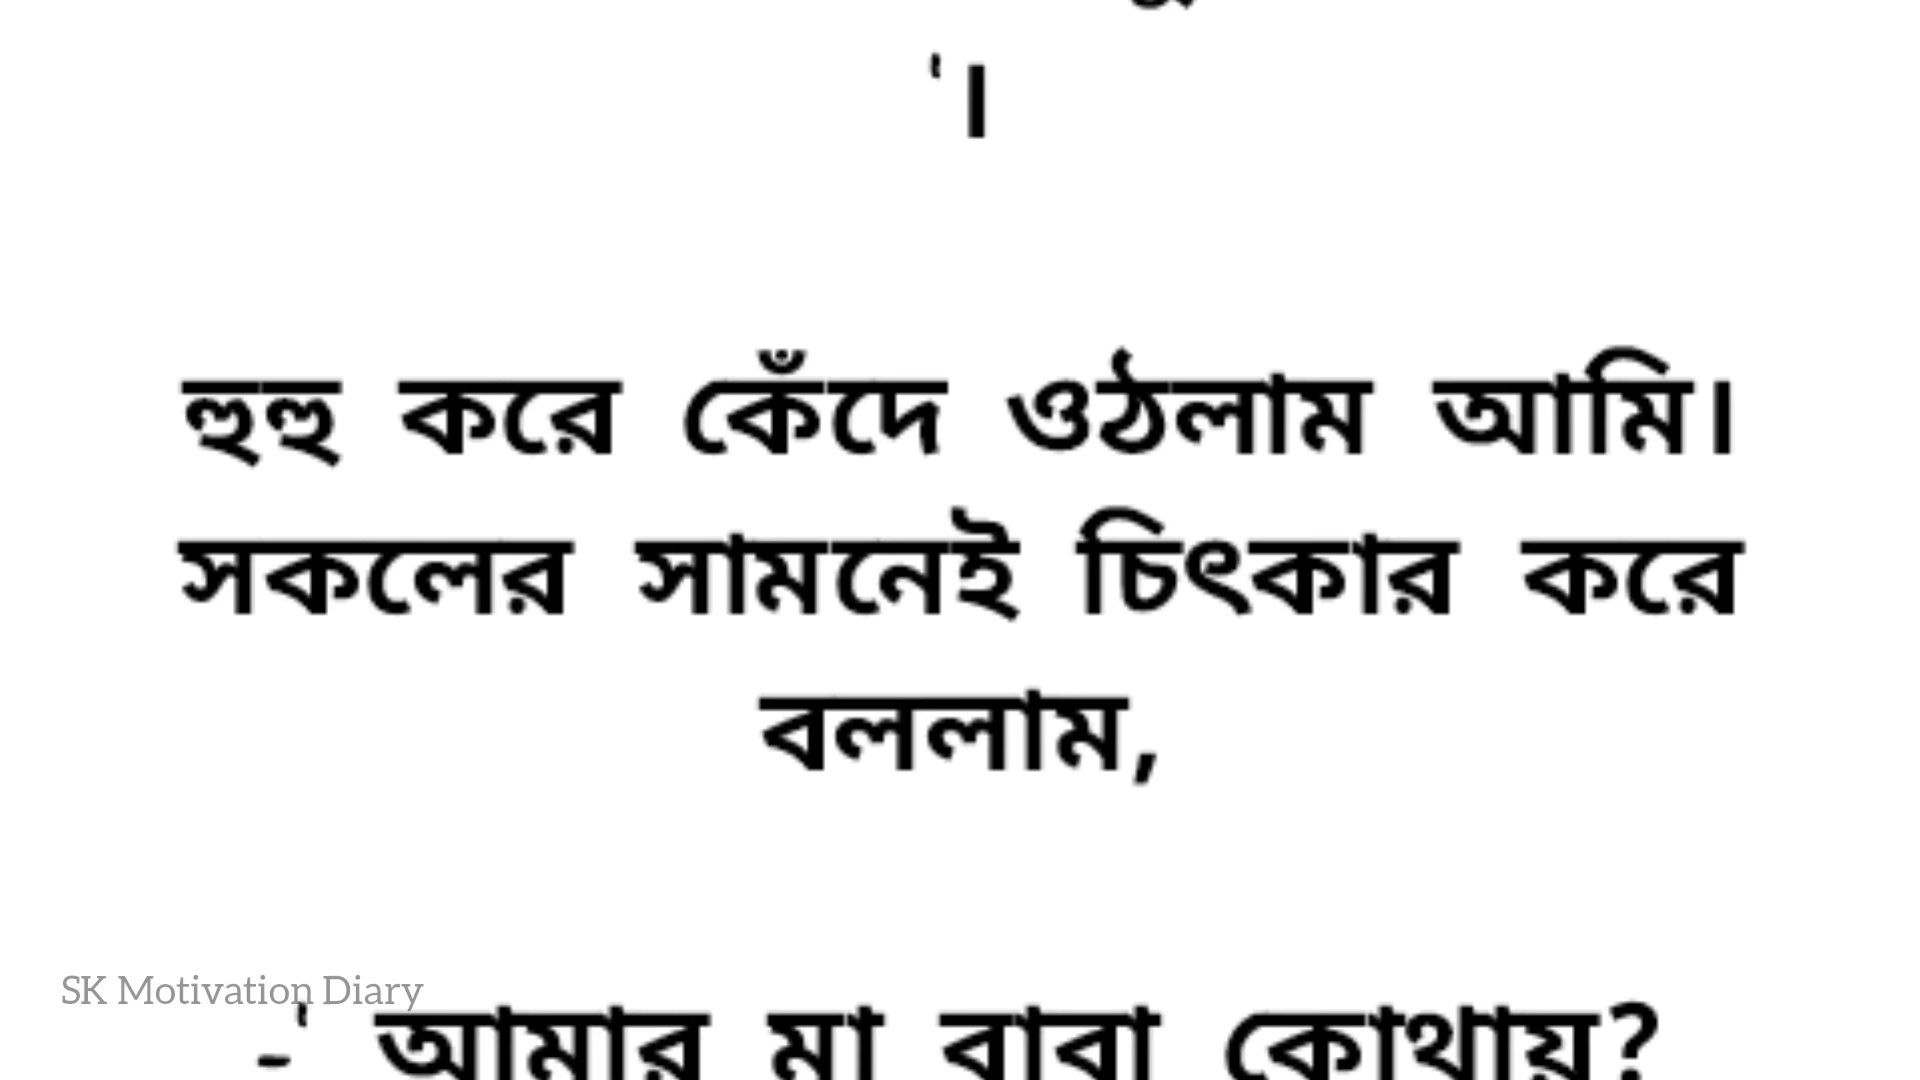 '।
হুহু করে কেঁদে ওঠলাম আমি।
সকলের সামনেই চিৎকার করে
বললাম,
SK Motivation Diary
-' আমার মা বাবা কোথায়?